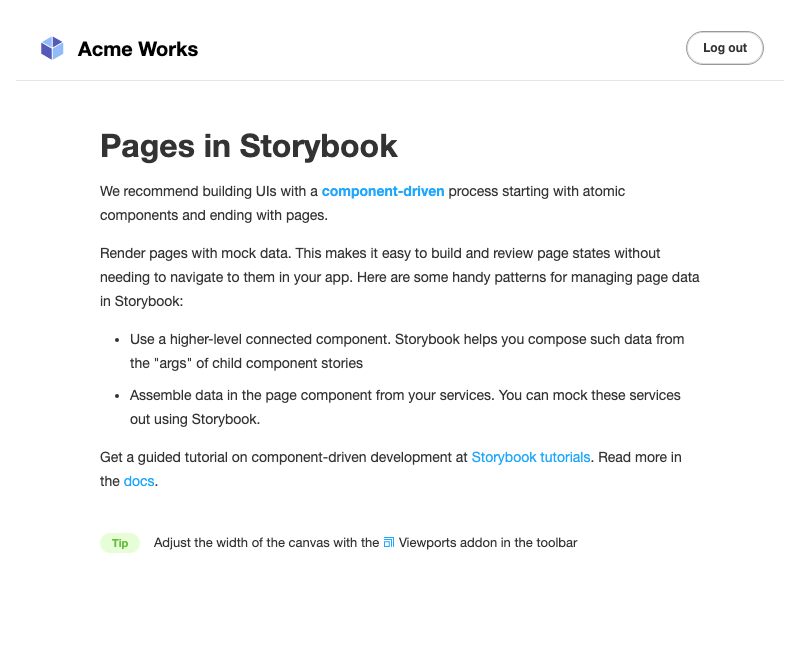 Acme Works
Log out
Pages in Storybook
We recommend building UIs with a component-driven process starting with atomic
components and ending with pages.
Render pages with mock data. This makes it easy to build and review page states without
needing to navigate to them in your app. Here are some handy patterns for managing page data
in Storybook:
• Use a higher-level connected component. Storybook helps you compose such data from
the "args" of child component stories
• Assemble data in the page component from your services. You can mock these services
out using Storybook.
Get a guided tutorial on component-driven development at Storybook tutorials. Read more in
the docs.
Tip Adjust the width of the canvas with the Viewports addon in the toolbar